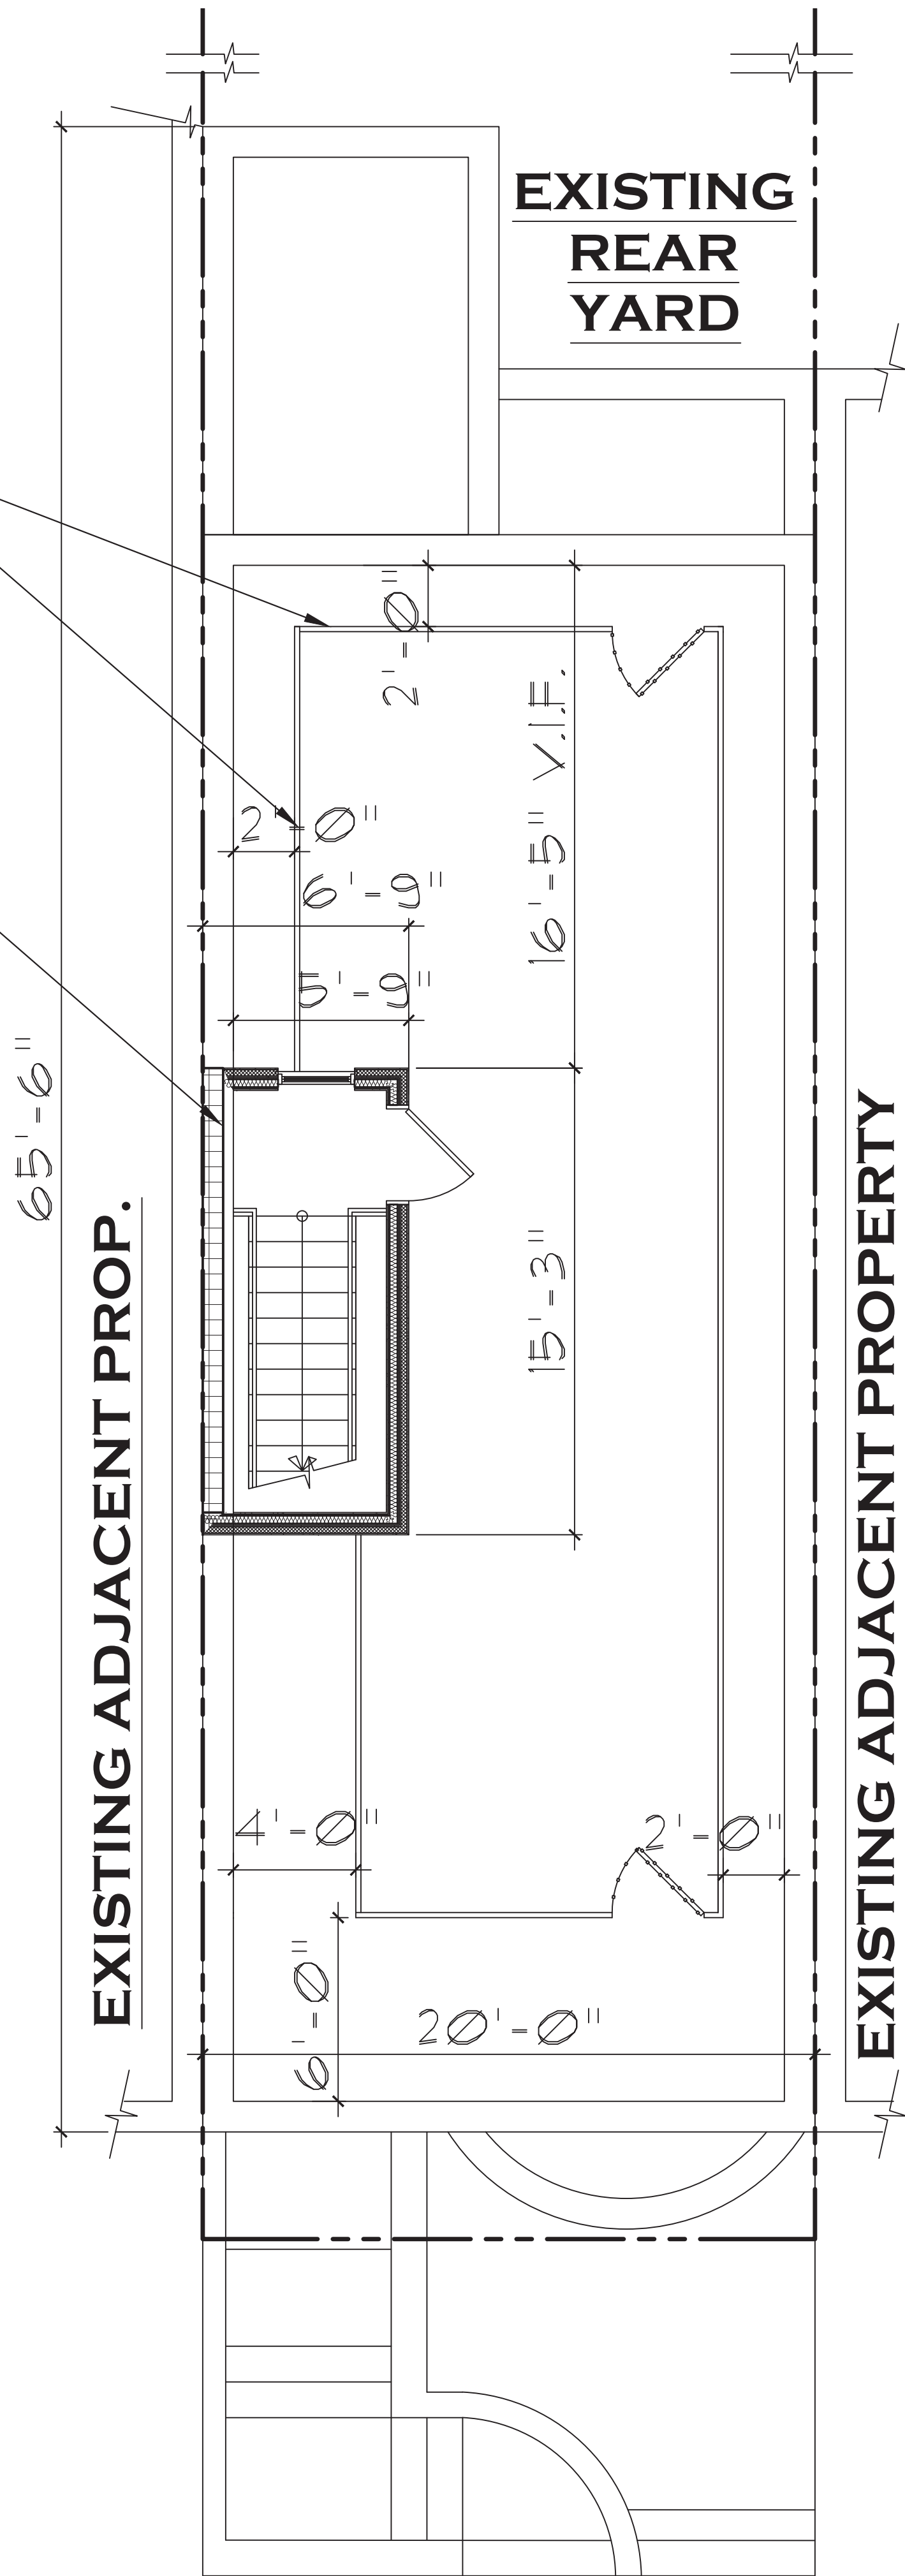 EXISTING
REAR
YARD
2'-0"
16'-5" V.I.F.
2'-0"
6'-9"
5'-9"
65'-6"
EXISTING ADJACENT PROP.
15'-3"
EXISTING ADJACENT PROPERTY
4'-0"
2'-0"
6'-0"
20'-0"